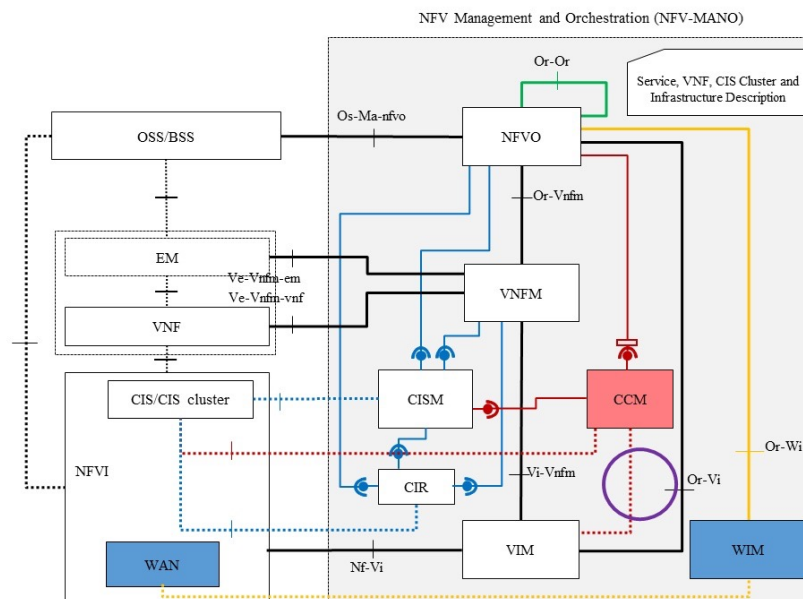 NFV Management and Orchestration (NFV-MANO)
Or-Or
Service, VNF, CIS Cluster and
Infrastructure Description
Os-Ma-nfvo
OSS/BSS
NFVO
Or-Vnfm
EM
Ve-Vnfm-em
Ve-Vnfm-vnf
VNFM
VNF
CIS/CIS cluster
CISM
CCM
Or-Wi
NFVI
CIR
Vi-Vnfm
Or-Vi
WAN
Nf-Vi
VIM
WIM